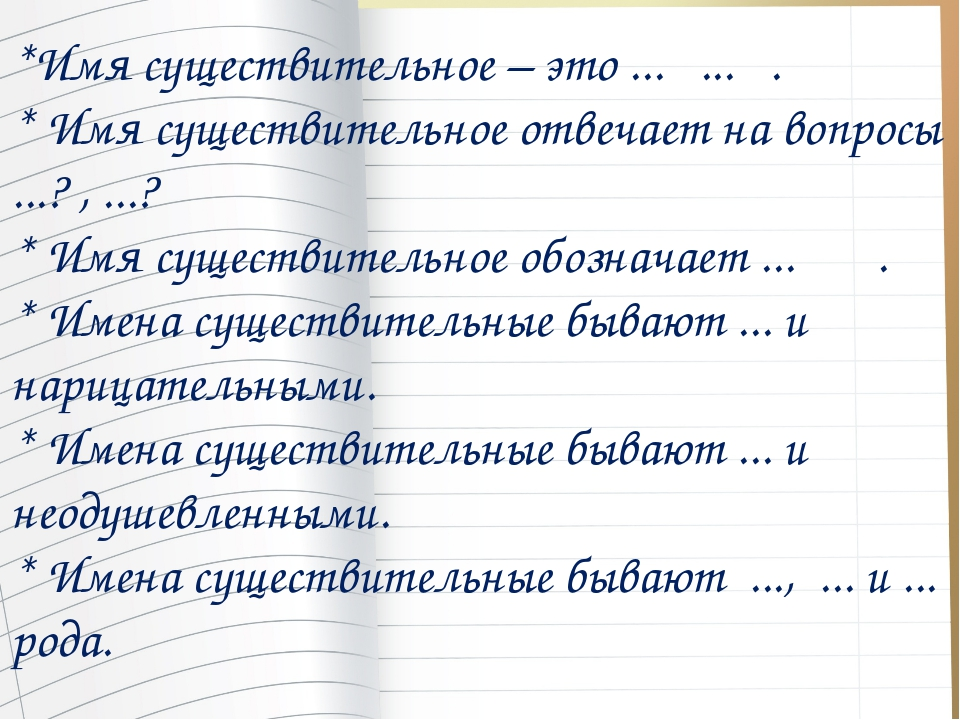 *Имя существительное – это ... ... .
* Имя существительное отвечает на вопросы
...? , ...?
* Имя существительное обозначает ... .
* Имена существительные бывают ... и
нарицательными.
* Имена существительные бывают ... и
неодушевленными.
* Имена существительные бывают ..., ... и ...
рода.